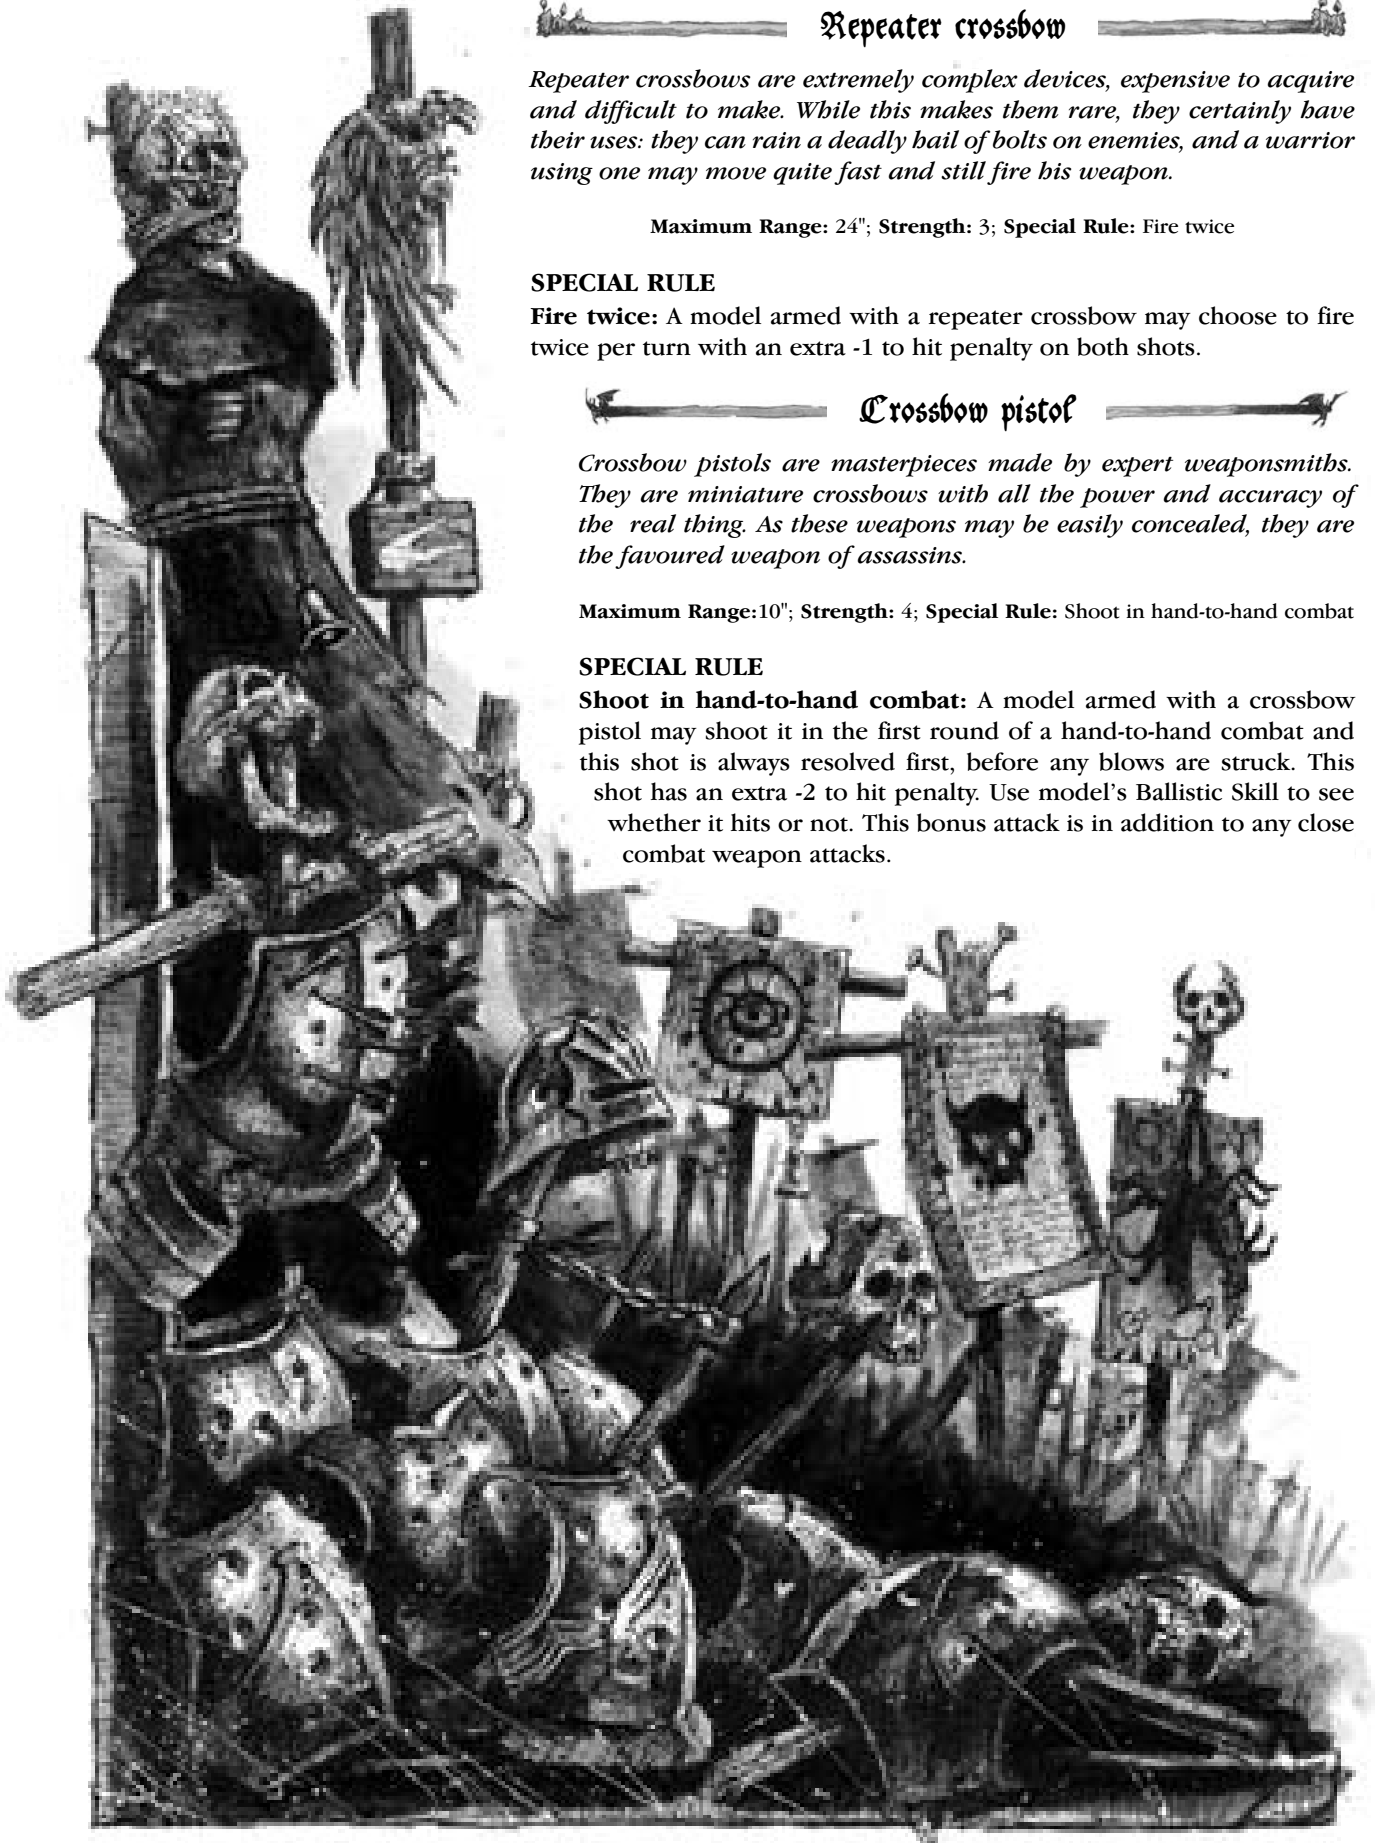 Repeater crossbow
Repeater crossbows are extremely complex devices, expensive to acquire
and difficult to make. While this makes them rare, they certainly have
their uses: they can rain a deadly hail of bolts on enemies, and a warrior
using one may move quite fast and still fire his weapon.
Maximum Range: 24"; Strength: 3; Special Rule: Fire twice
SPECIAL RULE
Fire twice: A model armed with a repeater crossbow may choose to fire
twice per turn with an extra -1 to hit penalty on both shots.
Crossbow pistol
Crossbow pistols are masterpieces made by expert weaponsmiths.
They are miniature crossbows with all the power and accuracy of
the real thing. As these weapons may be easily concealed, they are
the favoured weapon of assassins.
Maximum Range:10"; Strength: 4; Special Rule: Shoot in hand-to-hand combat
SPECIAL RULE
Shoot in hand-to-hand combat: A model armed with a crossbow
pistol may shoot it in the first round of a hand-to-hand combat and
this shot is always resolved first, before any blows are struck. This
shot has an extra -2 to hit penalty. Use model's Ballistic Skill to see
whether it hits or not. This bonus attack is in addition to any close
combat weapon attacks.